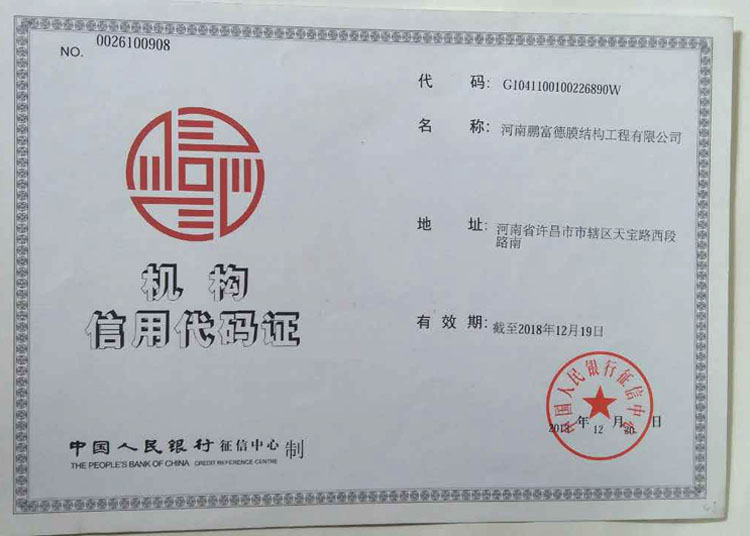 NO. 0026100908
机构
信用代码证
中国人民银行征信中心 制
THE PEOPLE'S BANK OF CHINA CREDIT REFERENCE CENTRE
代 码: G1041100100226890W
名 称: 河南鹏富德膜结构工程有限公司
地 址: 河南省许昌市市辖区天宝路西段
路南
有效期: 截至2018年12月19日
中国人民银行征信中心
年 12 月 20 日